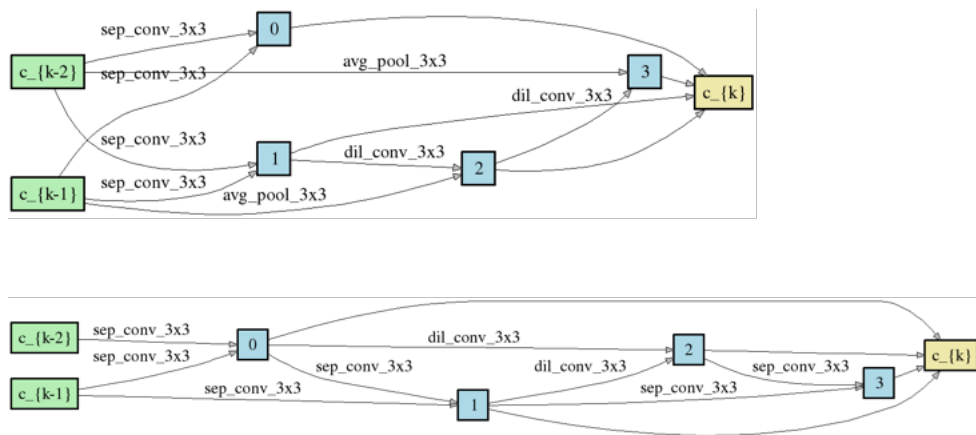 sep_conv_3x3
0
c_{k-2}
avg_pool_3x3
3
sep_conv_3x3
c_{k}
dil_conv_3x3
sep_conv_3x3
1
dil_conv_3x3
2
c_{k-1}
sep_conv_3x3
avg_pool_3x3
c_{k-2}
sep_conv_3x3
0
dil_conv_3x3
2
c_{k}
sep_conv_3x3
sep_conv_3x3
dil_conv_3x3
sep_conv_3x3
3
c_{k-1}
sep_conv_3x3
1
sep_conv_3x3